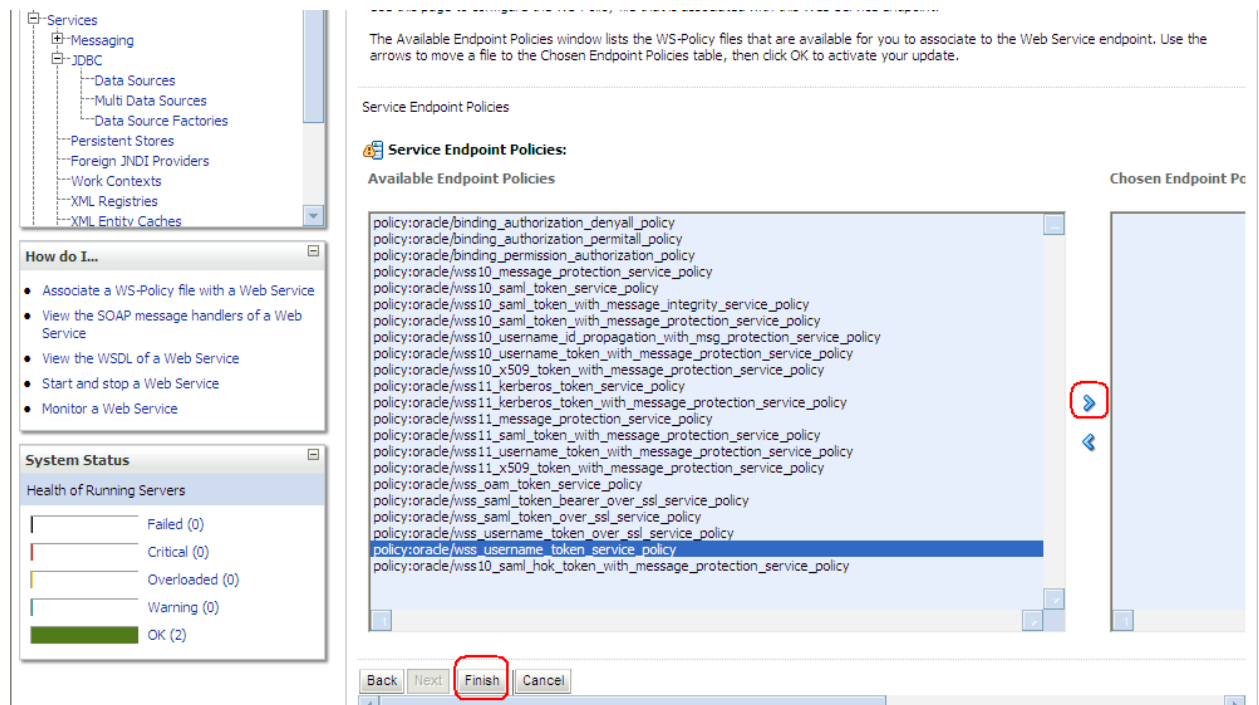 Services
Messaging
JDBC
Data Sources
Multi Data Sources
Data Source Factories
Persistent Stores
Foreign JNDI Providers
Work Contexts
XML Registries
XML Entity Caches
How do I...
Associate a WS-Policy file with a Web Service
View the SOAP message handlers of a Web
Service
View the WSDL of a Web Service
Start and stop a Web Service
Monitor a Web Service
System Status
Health of Running Servers
Failed (0)
Critical (0)
Overloaded (0)
Warning (0)
OK (2)
The Available Endpoint Policies window lists the WS-Policy files that are available for you to associate to the Web Service endpoint. Use the
arrows to move a file to the Chosen Endpoint Policies table, then click OK to activate your update.
Service Endpoint Policies
Service Endpoint Policies:
Available Endpoint Policies
Chosen Endpoint Po
policy:oracle/binding_authorization_denyall_policy
policy:oracle/binding_authorization_permitall_policy
policy:oracle/binding_permission_authorization_policy
policy:oracle/wss10_message_protection_service_policy
policy:oracle/wss10_saml_token_service_policy
policy:oracle/wss10_saml_token_with_message_integrity_service_policy
policy:oracle/wss10_saml_token_with_message_protection_service_policy
policy:oracle/wss10_username_id_propagation_with_msg_protection_service_policy
policy:oracle/wss10_username_token_with_message_protection_service_policy
policy:oracle/wss10_x509_token_with_message_protection_service_policy
policy:oracle/wss11_kerberos_token_service_policy
policy:oracle/wss11_kerberos_token_with_message_protection_service_policy
policy:oracle/wss11_message_protection_service_policy
policy:oracle/wss11_saml_token_with_message_protection_service_policy
policy:oracle/wss11_username_token_with_message_protection_service_policy
policy:oracle/wss11_x509_token_with_message_protection_service_policy
policy:oracle/wss_oam_token_service_policy
policy:oracle/wss_saml_token_bearer_over_ssl_service_policy
policy:oracle/wss_saml_token_over_ssl_service_policy
policy:oracle/wss_username_token_over_ssl_service_policy
policy:oracle/wss_username_token_service_policy
policy:oracle/wss10_saml_hok_token_with_message_protection_service_policy
Back Next Finish Cancel